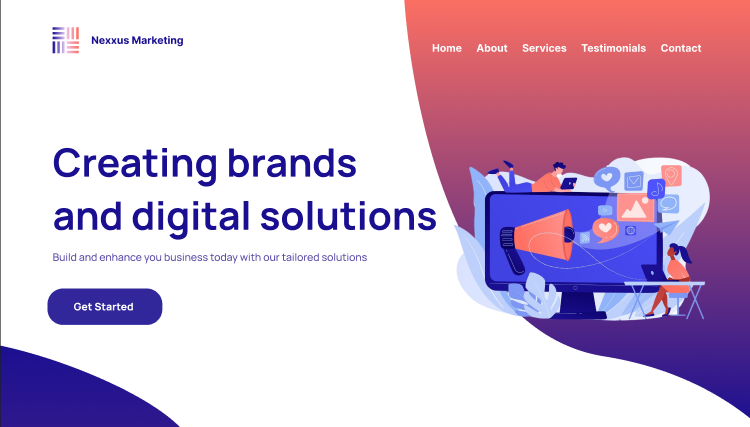 Nexxus Marketing
Home About Services Testimonials Contact
Creating brands
and digital solutions
Build and enhance you business today with our tailored solutions
Get Started